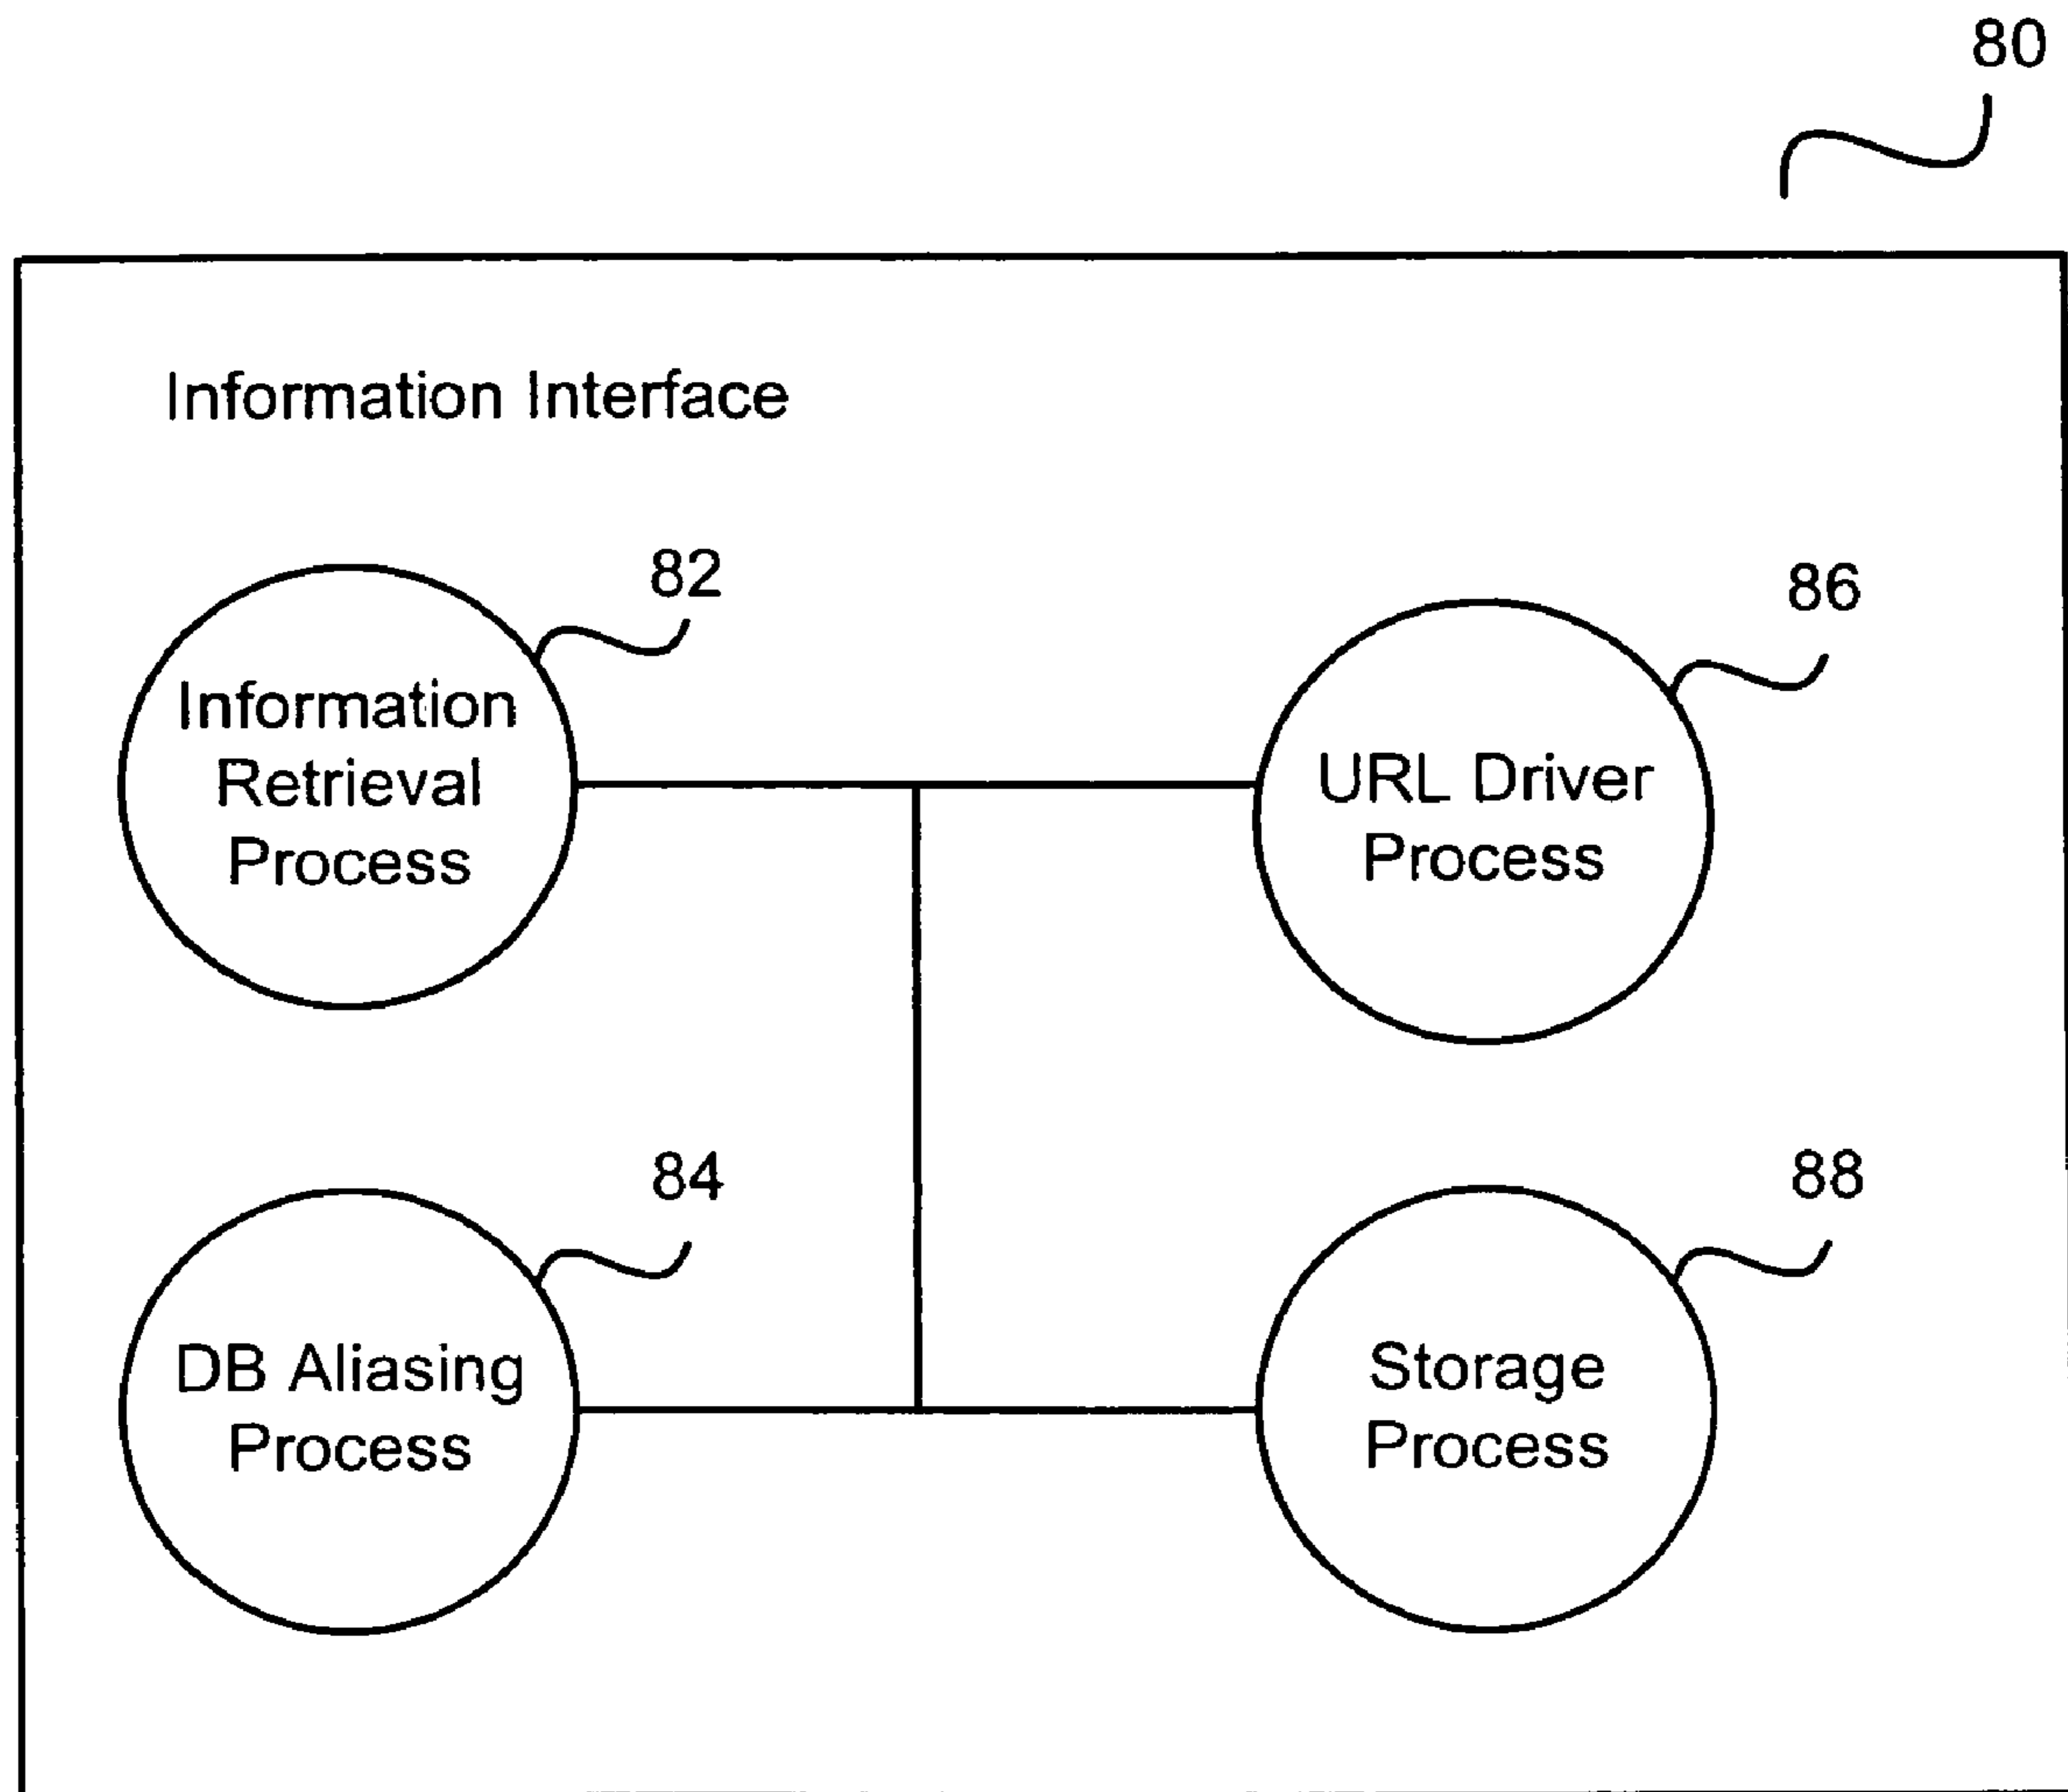 80
Information Interface
82
Information
Retrieval
Process
86
URL Driver
Process
84
DB Aliasing
Process
88
Storage
Process